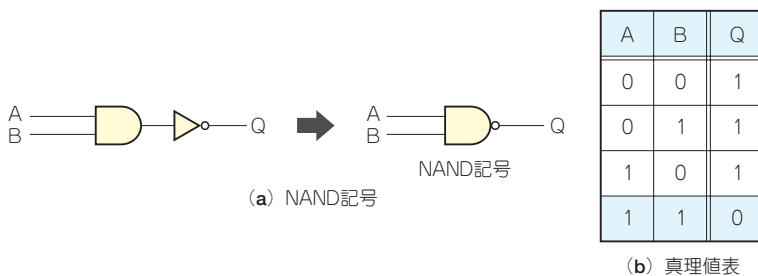 A
B
Q
A
B
Q
NAND記号
(a) NAND記号
A B Q
0 0 1
0 1 1
1 0 1
1 1 0
(b) 真理値表